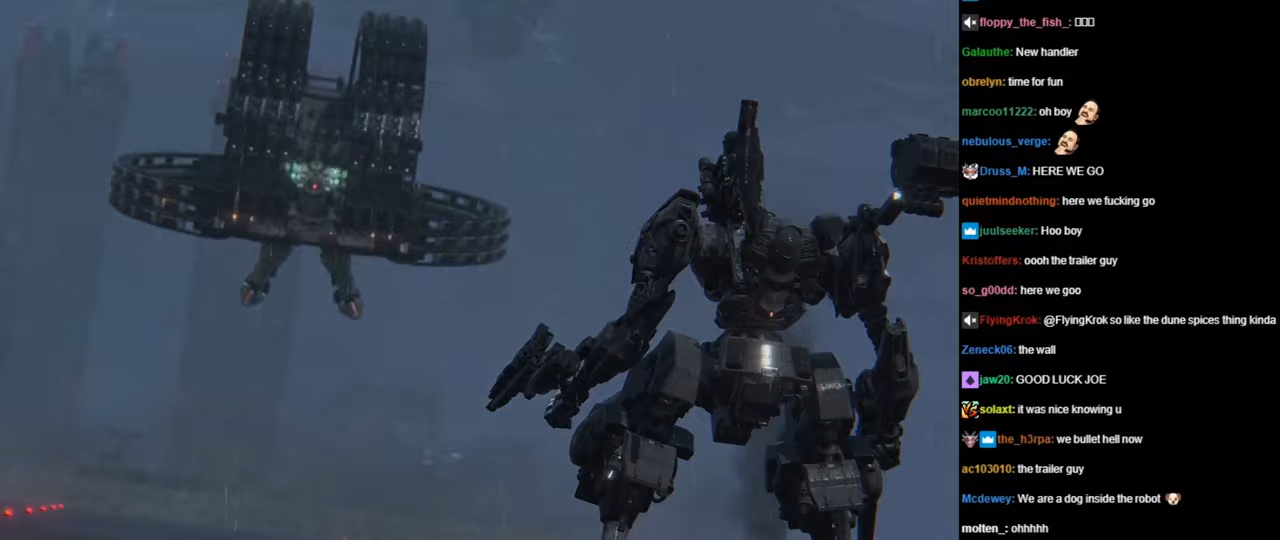 floppy_the_fish_:
Galauthe: New handler
obrelyn: time for fun
marcoo11222: oh boy
nebulous_verge:
Druss_M: HERE WE GO
quietmindnothing: here we fucking go
juulseeker: Hoo boy
Kristoffers: oooh the trailer guy
so_g00dd: here we goo
FlyingKrok: @FlyingKrok so like the dune spices thing kinda
Zeneck06: the wall
jaw20: GOOD LUCK JOE
solaxt: it was nice knowing u
the_h3rpa: we bullet hell now
ac103010: the trailer guy
Mcdewey: We are a dog inside the robot
molten_: ohhhhh